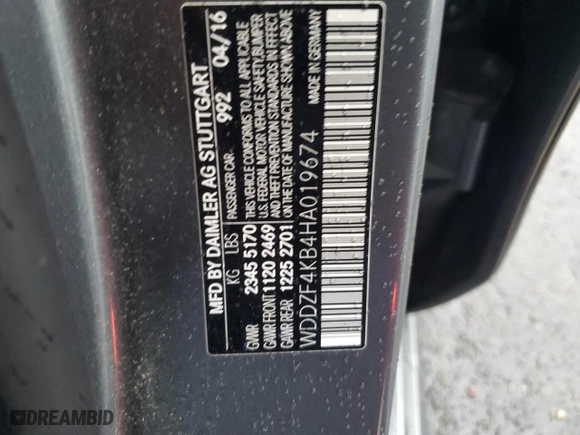 MFD BY DAIMLER AG STUTTGART
PASSENGER CAR 992 04/16
KG LBS
GVWR 2345 5170
GAWR FRONT 1120 2469
GAWR REAR 1225 2701
THIS VEHICLE CONFORMS TO ALL APPLICABLE
U.S. FEDERAL MOTOR VEHICLE SAFETY, BUMPER
AND THEFT PREVENTION STANDARDS IN EFFECT
ON THE DATE OF MANUFACTURE SHOWN ABOVE
WDDZF4KB4HA019674 MADE IN GERMANY
DREAMBID